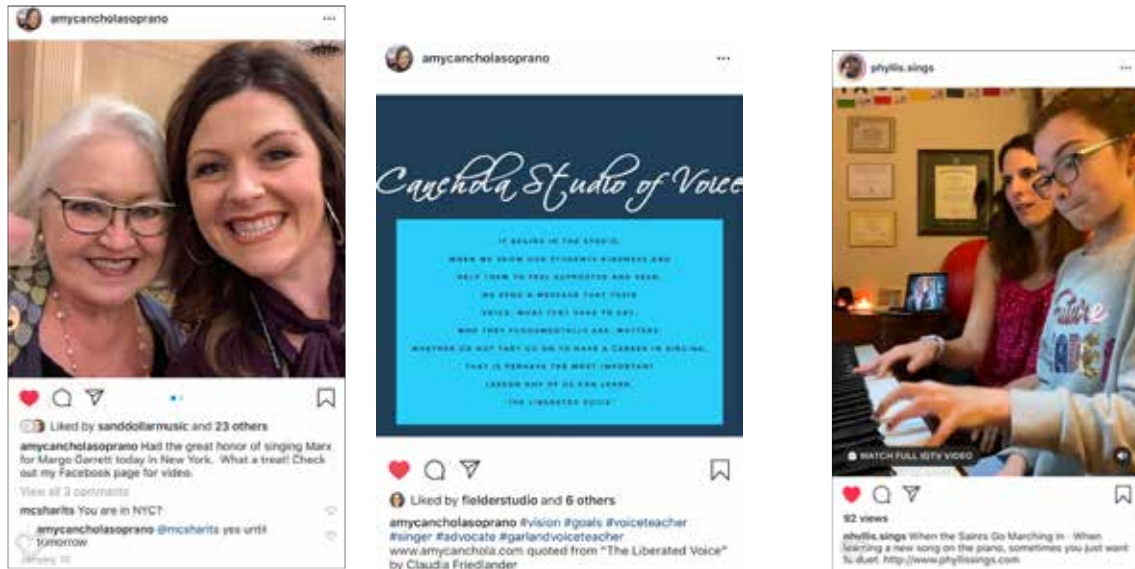 amycancholasoprano
Liked by sanddollarmusic and 23 others
amycancholasoprano Had the great honor of singing Marx
for Margo Garrett today in New York. What a treat! Check
out my Facebook page for video.
View all 3 comments
mcsharits You are in NYC?
amycancholasoprano @mcsharits yes until
tomorrow
amycancholasoprano
Canchola Studio of Voice
IT BEGINS IN THE STUDIO.
WHEN WE SHOW OUR STUDENTS KINDNESS AND
HELP THEM TO FEEL SUPPORTED AND SEEN,
WE SEND A MESSAGE THAT THEIR
VOICE, WHAT THEY HAVE TO SAY,
WHO THEY FUNDAMENTALLY ARE, MATTERS.
WHETHER OR NOT THEY GO ON TO HAVE A CAREER IN SINGING,
THAT IS PERHAPS THE MOST IMPORTANT
LESSON ANY OF US CAN LEARN.
"THE LIBERATED VOICE"
Liked by fielderstudio and 6 others
amycancholasoprano #vision #goals #voiceteacher
#singer #advocate #garlandvoiceteacher
www.amycanchola.com quoted from "The Liberated Voice"
by Claudia Friedlander
phyllis.sings
WATCH FULL IGTV VIDEO
92 views
phyllis.sings When the Saints Go Marching In - When
learning a new song on the piano, sometimes you just want
to duet. http://www.phyllissings.com